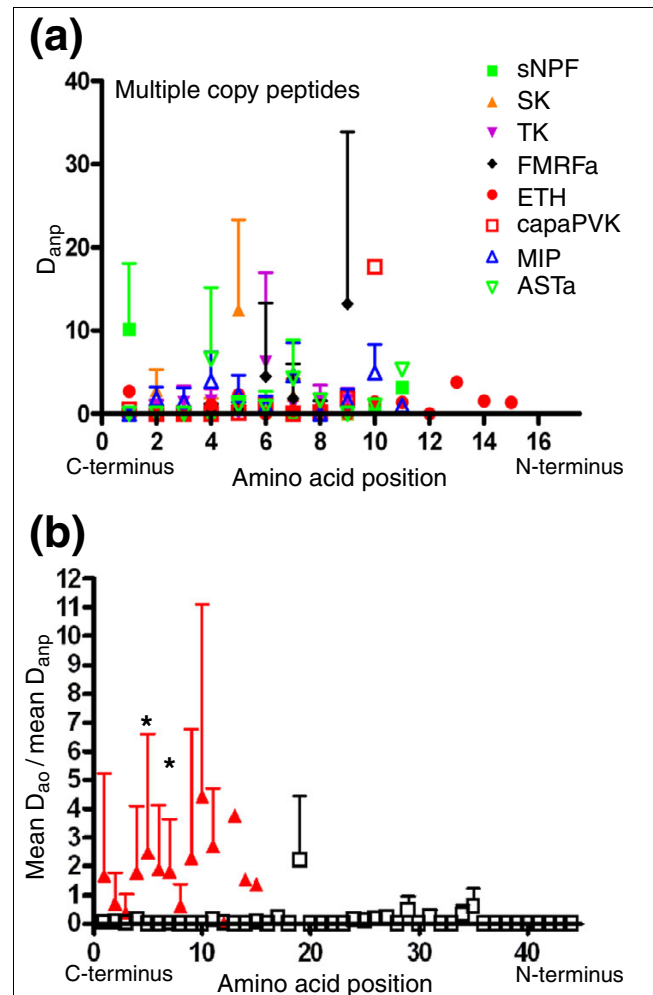 (a)
Multiple copy peptides
sNPF
SK
TK
FMRFa
ETH
capaPVK
MIP
ASTa
40
30
20
10
0
Danp
0 2 4 6 8 10 12 14 16
C-terminus N-terminus
Amino acid position
(b)
12
11
10
9
8
7
6
5
4
3
2
1
0
Mean Dao / mean Danp
* *
0 10 20 30 40
C-terminus N-terminus
Amino acid position